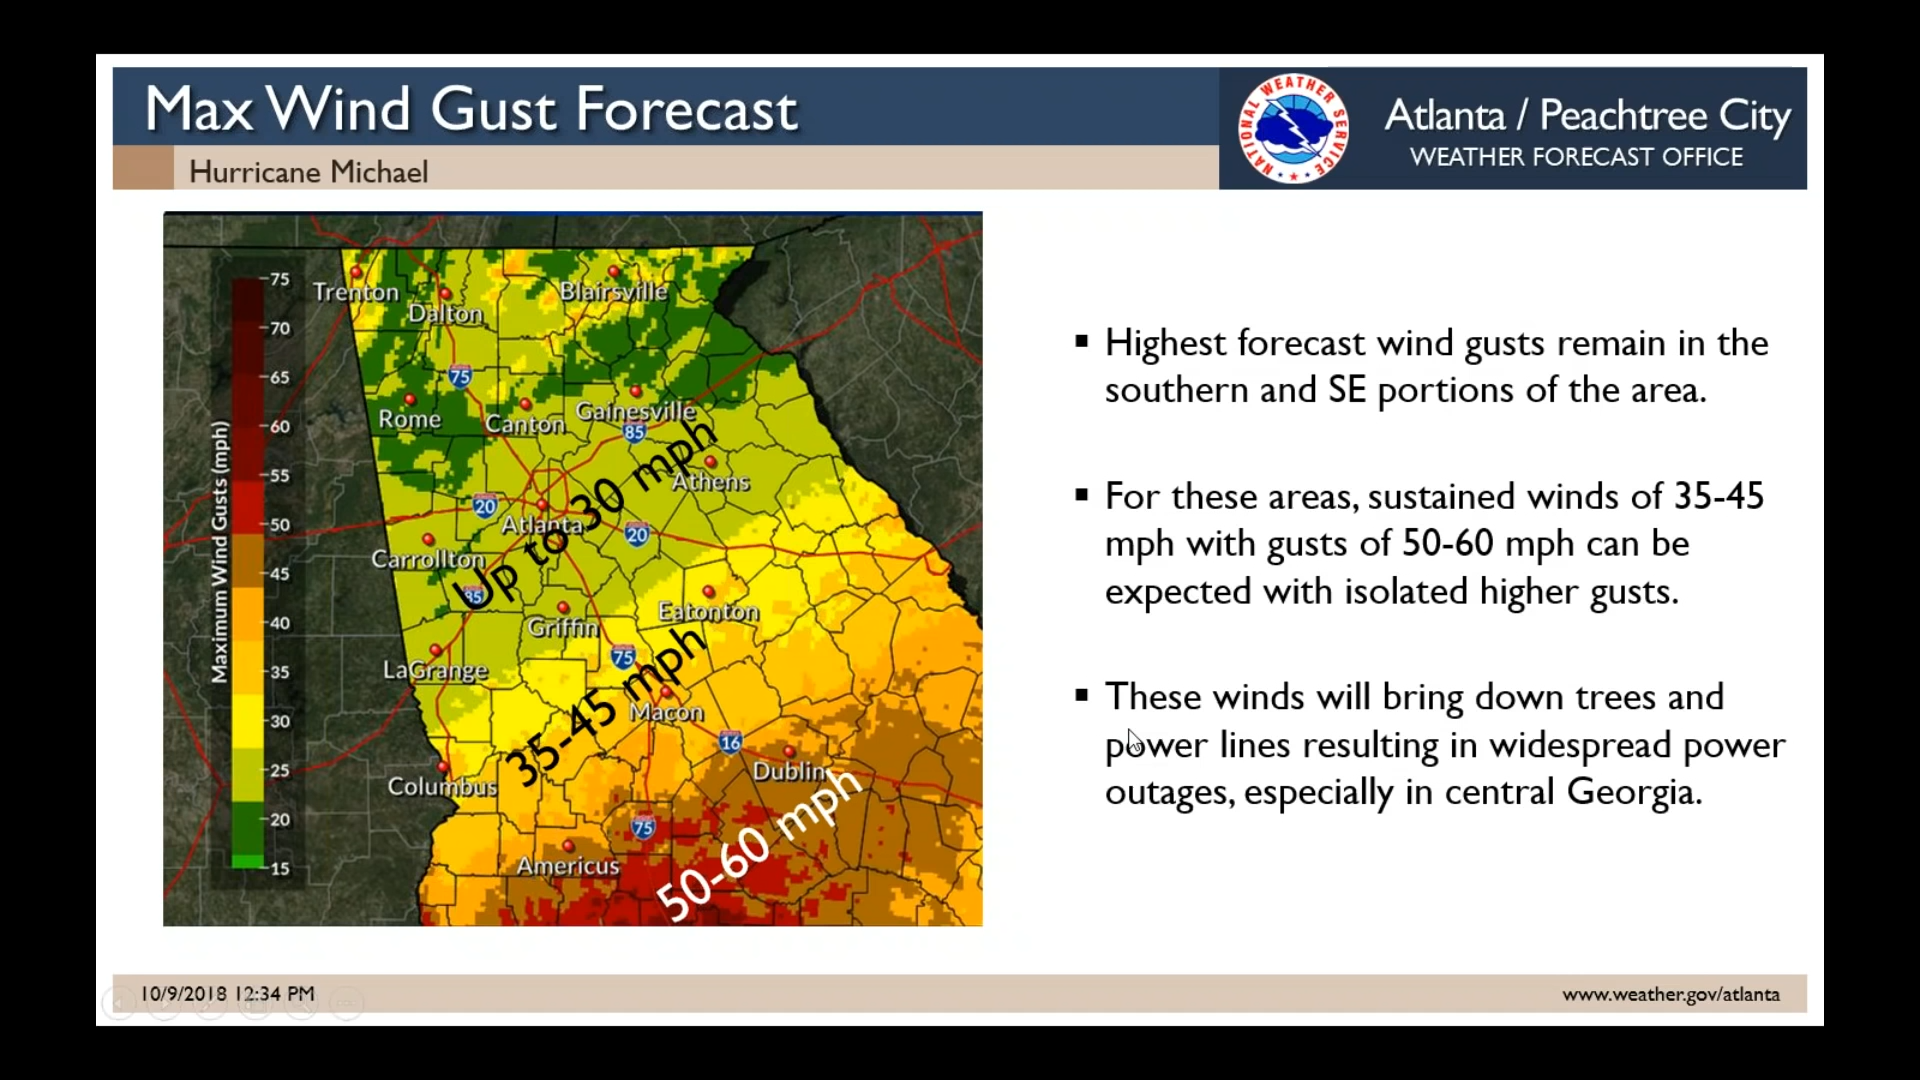 Max Wind Gust Forecast
Hurricane Michael
NATIONAL WEATHER SERVICE
Atlanta / Peachtree City
WEATHER FORECAST OFFICE
Maximum Wind Gusts (mph)
75
70
65
60
55
50
45
40
35
30
25
20
15
Trenton
Dalton
Blairsville
75
Rome
Canton
Gainesville
85
Athens
20
Atlanta
20
Up to 30 mph
Carrollton
85
Griffin
Eatonton
LaGrange
75
35-45 mph
Macon
16
Columbus
Dublin
75
50-60 mph
Americus
▪ Highest forecast wind gusts remain in the
southern and SE portions of the area.
▪ For these areas, sustained winds of 35-45
mph with gusts of 50-60 mph can be
expected with isolated higher gusts.
▪ These winds will bring down trees and
power lines resulting in widespread power
outages, especially in central Georgia.
10/9/2018 12:34 PM
www.weather.gov/atlanta